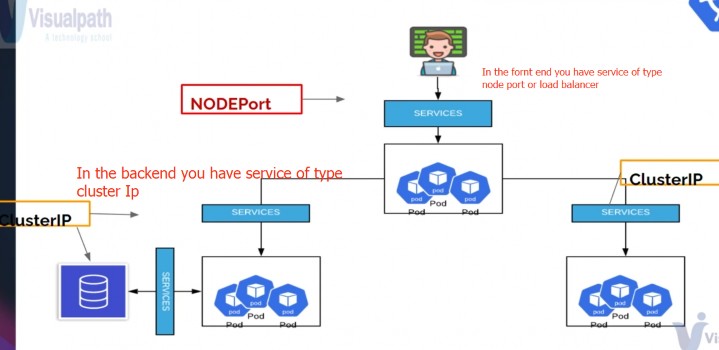 Visualpath
A technology school
In the fornt end you have service of type
node port or load balancer
NODEPort
SERVICES
In the backend you have service of type
cluster Ip
pod
pod
pod
Pod
Pod
Pod
ClusterIP
ClusterIP
SERVICES
SERVICES
SERVICES
pod
pod
pod
Pod
Pod
Pod
pod
pod
pod
Pod
Pod
Pod
Vis